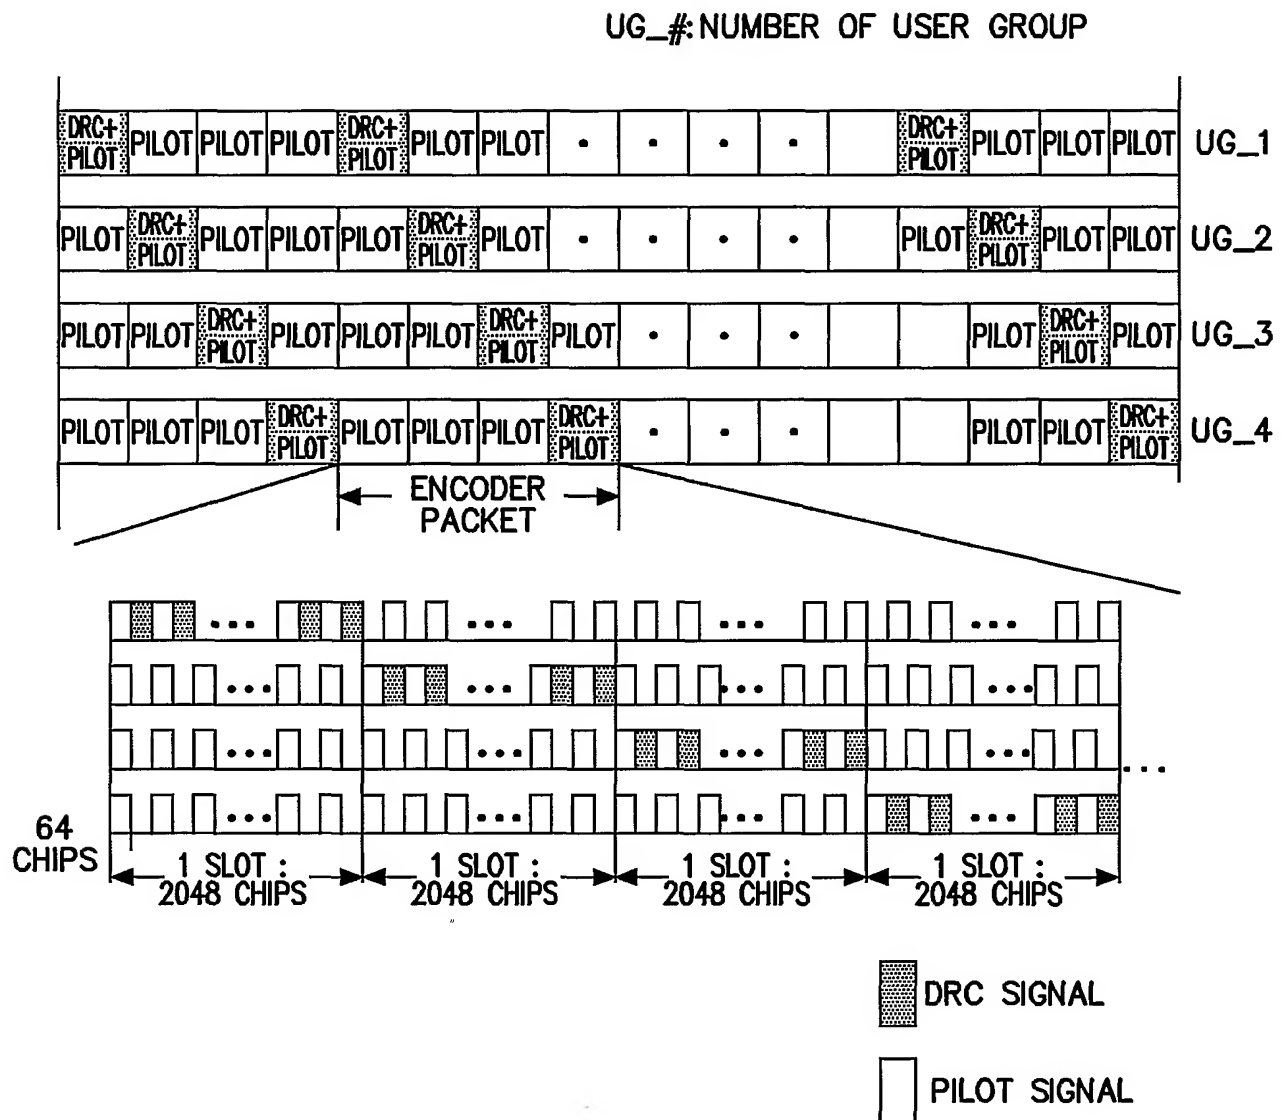 UG_#: NUMBER OF USER GROUP
DRC+ PILOT PILOT PILOT PILOT DRC+ PILOT PILOT PILOT • • • • DRC+ PILOT PILOT PILOT PILOT UG_1
PILOT DRC+ PILOT PILOT PILOT PILOT DRC+ PILOT PILOT • • • • PILOT DRC+ PILOT PILOT PILOT UG_2
PILOT PILOT DRC+ PILOT PILOT PILOT PILOT DRC+ PILOT PILOT • • • PILOT DRC+ PILOT PILOT UG_3
PILOT PILOT PILOT DRC+ PILOT PILOT PILOT PILOT DRC+ PILOT • • • PILOT PILOT DRC+ PILOT UG_4
ENCODER
PACKET
••• ••• ••• •••
••• ••• ••• •••
••• ••• ••• •••
•••
••• ••• ••• •••
64
CHIPS
1 SLOT : 1 SLOT : 1 SLOT : 1 SLOT :
2048 CHIPS 2048 CHIPS 2048 CHIPS 2048 CHIPS
DRC SIGNAL
PILOT SIGNAL